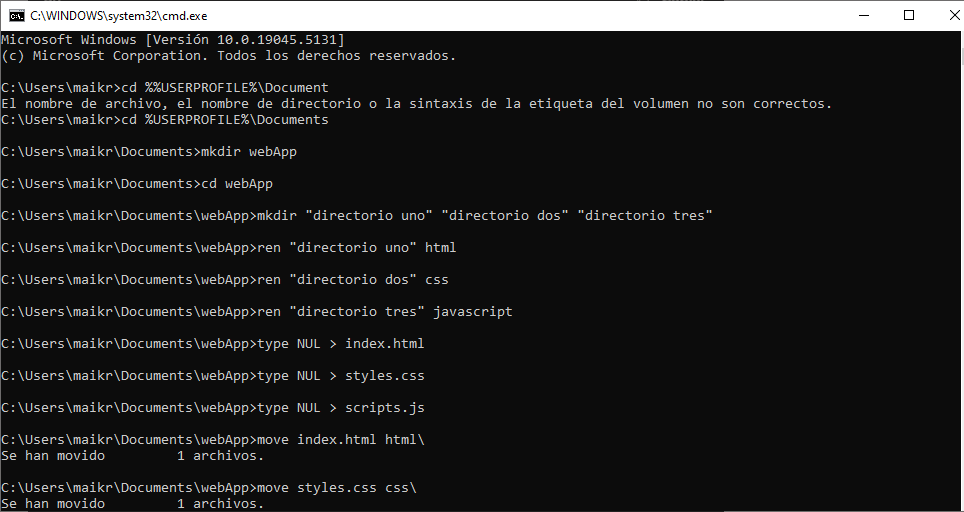 C:\WINDOWS\system32\cmd.exe
Microsoft Windows [Versión 10.0.19045.5131]
(c) Microsoft Corporation. Todos los derechos reservados.
C:\Users\maikr>cd %%USERPROFILE%\Document
El nombre de archivo, el nombre de directorio o la sintaxis de la etiqueta del volumen no son correctos.
C:\Users\maikr>cd %USERPROFILE%\Documents
C:\Users\maikr\Documents>mkdir webApp
C:\Users\maikr\Documents>cd webApp
C:\Users\maikr\Documents\webApp>mkdir "directorio uno" "directorio dos" "directorio tres"
C:\Users\maikr\Documents\webApp>ren "directorio uno" html
C:\Users\maikr\Documents\webApp>ren "directorio dos" css
C:\Users\maikr\Documents\webApp>ren "directorio tres" javascript
C:\Users\maikr\Documents\webApp>type NUL > index.html
C:\Users\maikr\Documents\webApp>type NUL > styles.css
C:\Users\maikr\Documents\webApp>type NUL > scripts.js
C:\Users\maikr\Documents\webApp>move index.html html\
Se han movido         1 archivos.
C:\Users\maikr\Documents\webApp>move styles.css css\
Se han movido         1 archivos.